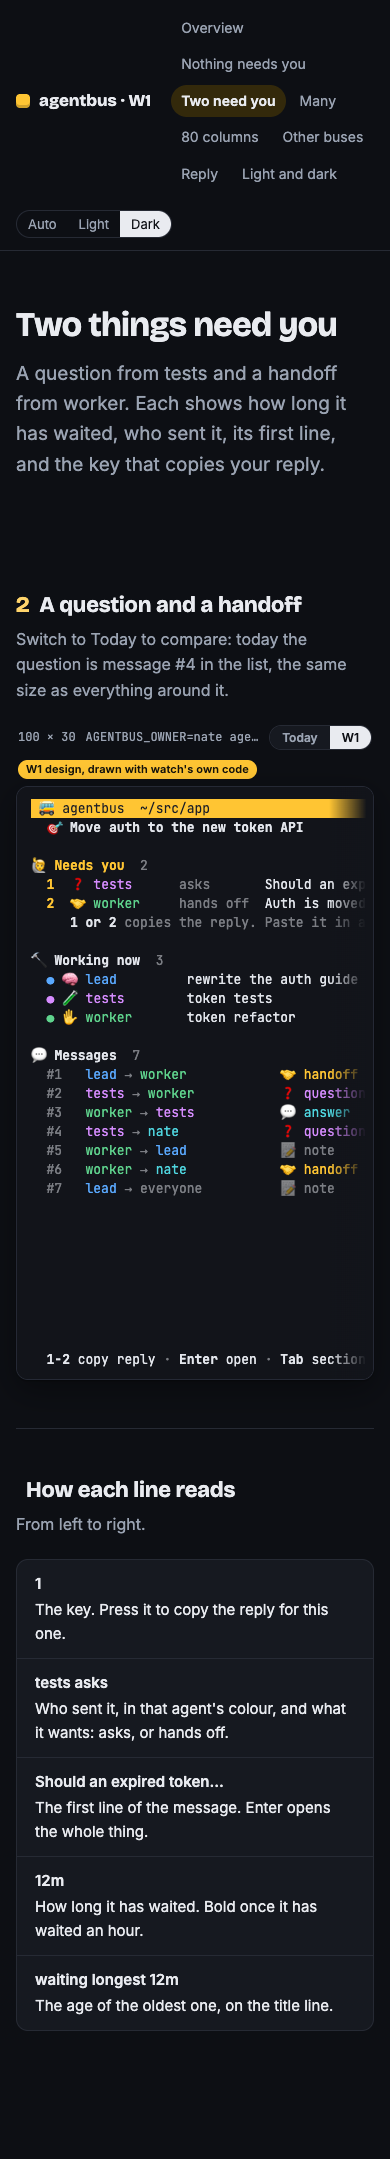 Overview
Nothing needs you
agentbus · W1
Two need you
Many
80 columns
Other buses
Reply
Light and dark
Auto
Light
Dark
Two things need you
A question from tests and a handoff
from worker. Each shows how long it
has waited, who sent it, its first line,
and the key that copies your reply.
2 A question and a handoff
Switch to Today to compare: today the
question is message #4 in the list, the same
size as everything around it.
100 × 30 AGENTBUS_OWNER=nate age…
Today
W1
W1 design, drawn with watch's own code
agentbus ~/src/app
Move auth to the new token API
Needs you 2
1 ❓ tests asks Should an exp
2 🤝 worker hands off Auth is moved
1 or 2 copies the reply. Paste it in a
Working now 3
lead rewrite the auth guide
tests token tests
worker token refactor
Messages 7
#1 lead → worker handoff
#2 tests → worker question
#3 worker → tests answer
#4 tests → nate question
#5 worker → lead note
#6 worker → nate handoff
#7 lead → everyone note
1-2 copy reply · Enter open · Tab section
How each line reads
From left to right.
1
The key. Press it to copy the reply for this
one.
tests asks
Who sent it, in that agent's colour, and what
it wants: asks, or hands off.
Should an expired token...
The first line of the message. Enter opens
the whole thing.
12m
How long it has waited. Bold once it has
waited an hour.
waiting longest 12m
The age of the oldest one, on the title line.